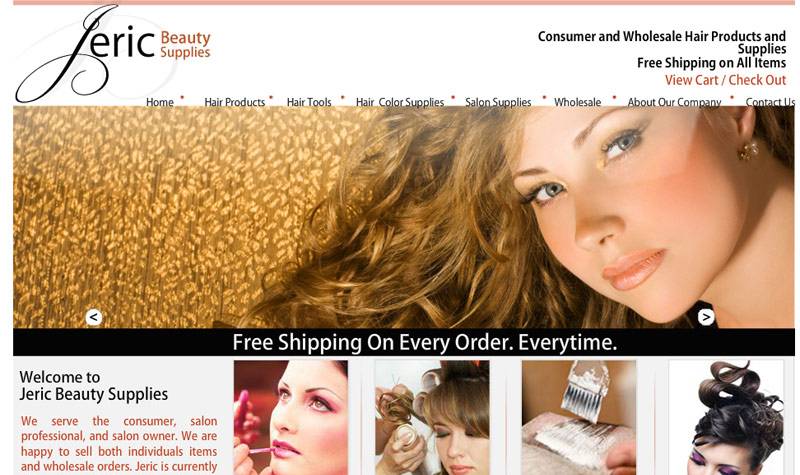 Jeric Beauty
Supplies
Consumer and Wholesale Hair Products and
Supplies
Free Shipping on All Items
View Cart / Check Out
Home Hair Products Hair Tools Hair Color Supplies Salon Supplies Wholesale About Our Company Contact Us
< >
Free Shipping On Every Order. Everytime.
Welcome to
Jeric Beauty Supplies
We serve the consumer, salon
professional, and salon owner. We are
happy to sell both individuals items
and wholesale orders. Jeric is currently